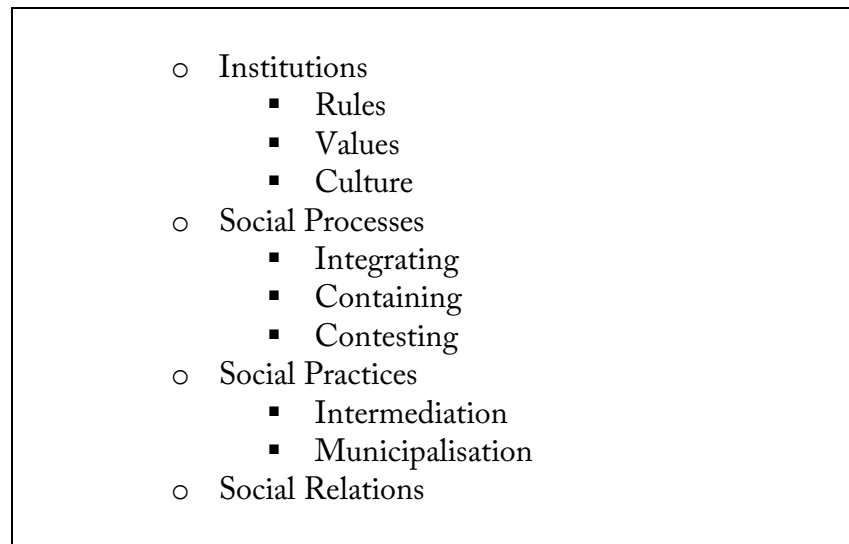 o Institutions
▪ Rules
▪ Values
▪ Culture
o Social Processes
▪ Integrating
▪ Containing
▪ Contesting
o Social Practices
▪ Intermediation
▪ Municipalisation
o Social Relations